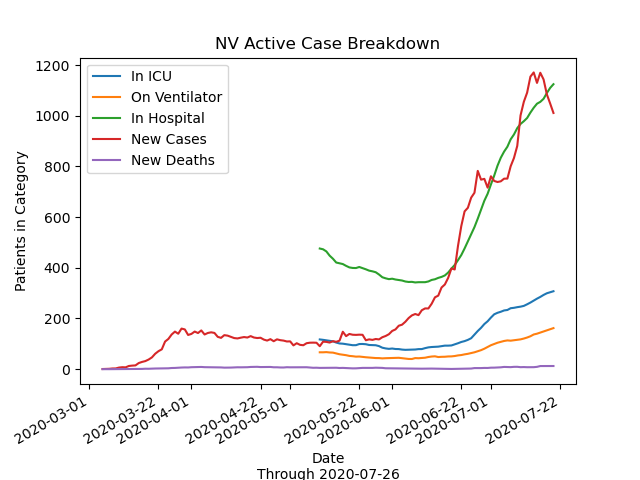 NV Active Case Breakdown
In ICU
On Ventilator
In Hospital
New Cases
New Deaths
Patients in Category
1200
1000
800
600
400
200
0
2020-03-01
2020-03-22
2020-04-01
2020-04-22
2020-05-01
2020-05-22
2020-06-01
2020-06-22
2020-07-01
2020-07-22
Date
Through 2020-07-26